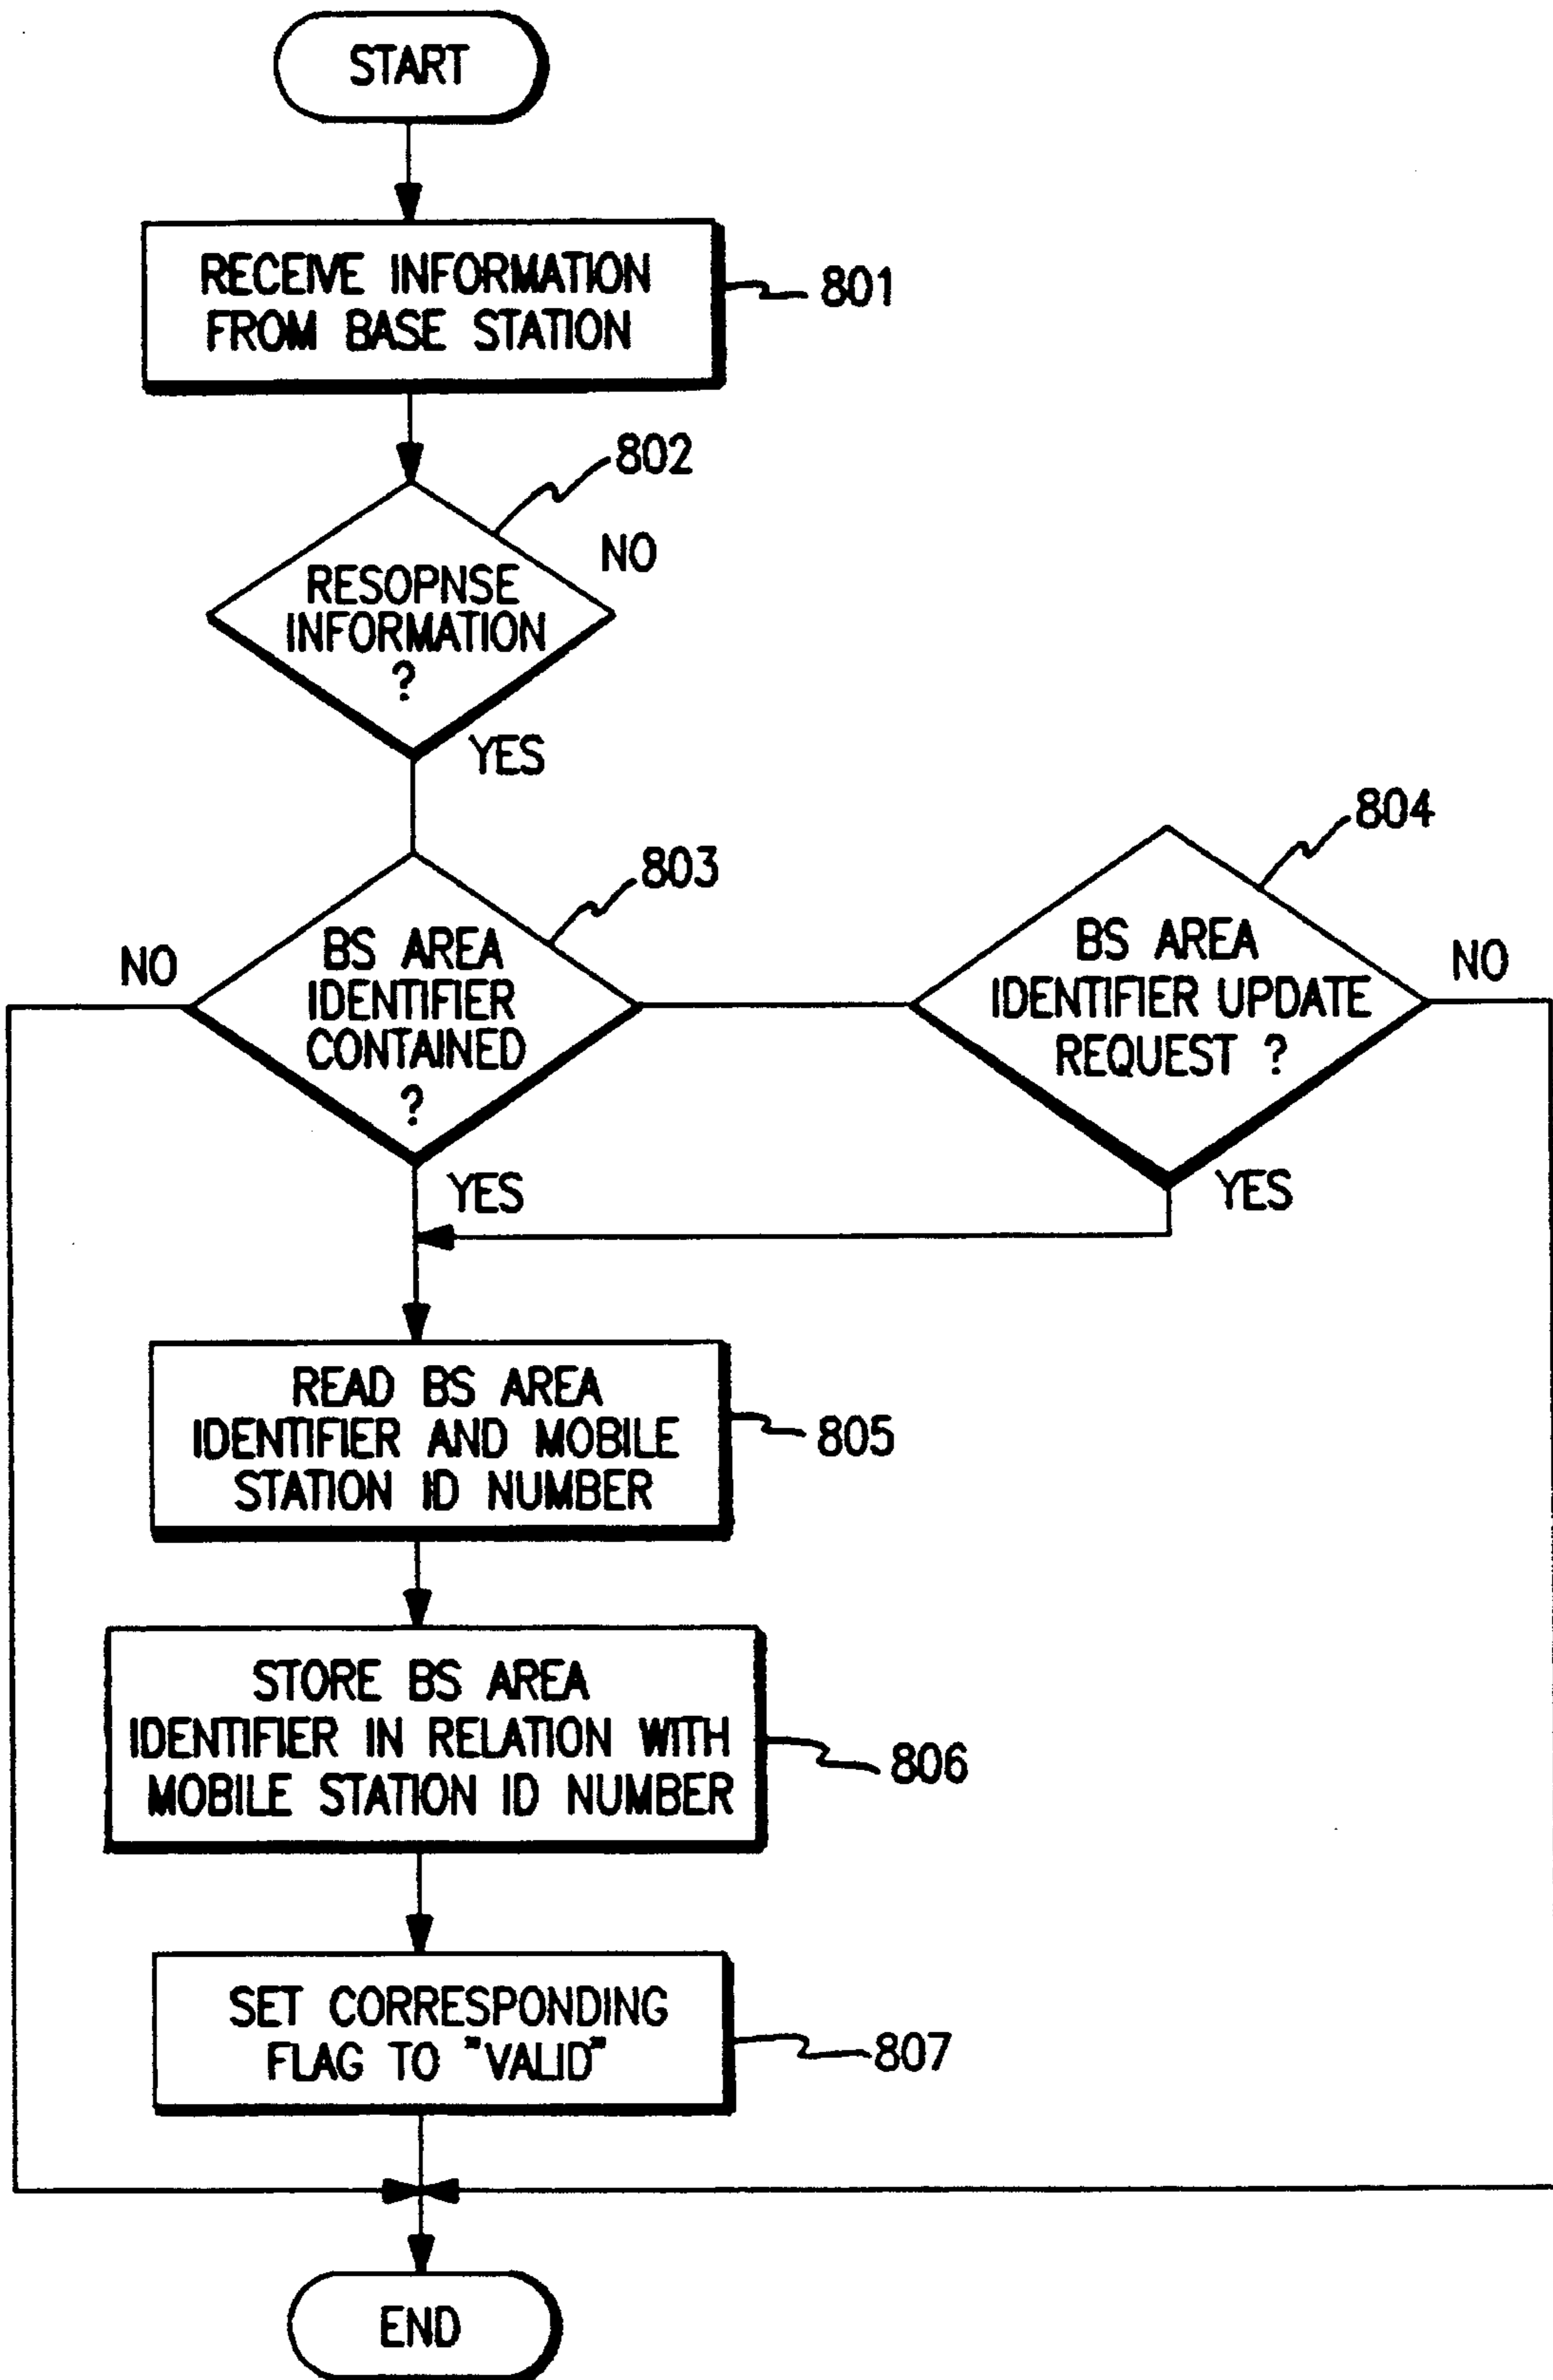 START
RECEIVE INFORMATION
FROM BASE STATION
801
802
NO
RESOPNSE
INFORMATION
?
YES
804
803
NO
BS AREA
IDENTIFIER
CONTAINED
?
BS AREA
IDENTIFIER UPDATE
REQUEST ?
NO
YES
YES
READ BS AREA
IDENTIFIER AND MOBILE
STATION ID NUMBER
805
STORE BS AREA
IDENTIFIER IN RELATION WITH
MOBILE STATION ID NUMBER
806
SET CORRESPONDING
FLAG TO "VALID"
807
END